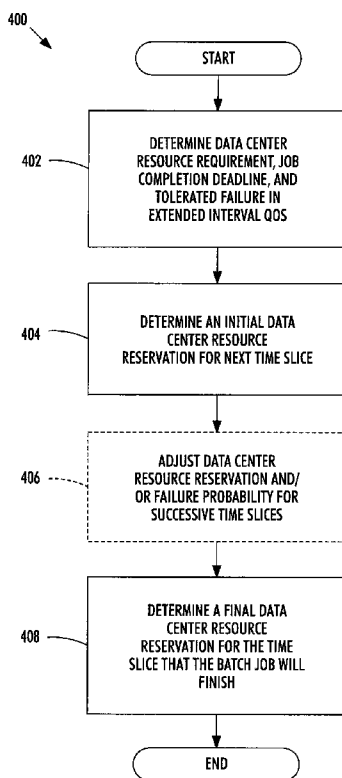 400
START
402
DETERMINE DATA CENTER
RESOURCE REQUIREMENT, JOB
COMPLETION DEADLINE, AND
TOLERATED FAILURE IN
EXTENDED INTERVAL QOS
404
DETERMINE AN INITIAL DATA
CENTER RESOURCE
RESERVATION FOR NEXT TIME SLICE
406
ADJUST DATA CENTER
RESOURCE RESERVATION AND/
OR FAILURE PROBABILITY FOR
SUCCESSIVE TIME SLICES
408
DETERMINE A FINAL DATA
CENTER RESOURCE
RESERVATION FOR THE TIME
SLICE THAT THE BATCH JOB WILL
FINISH
END